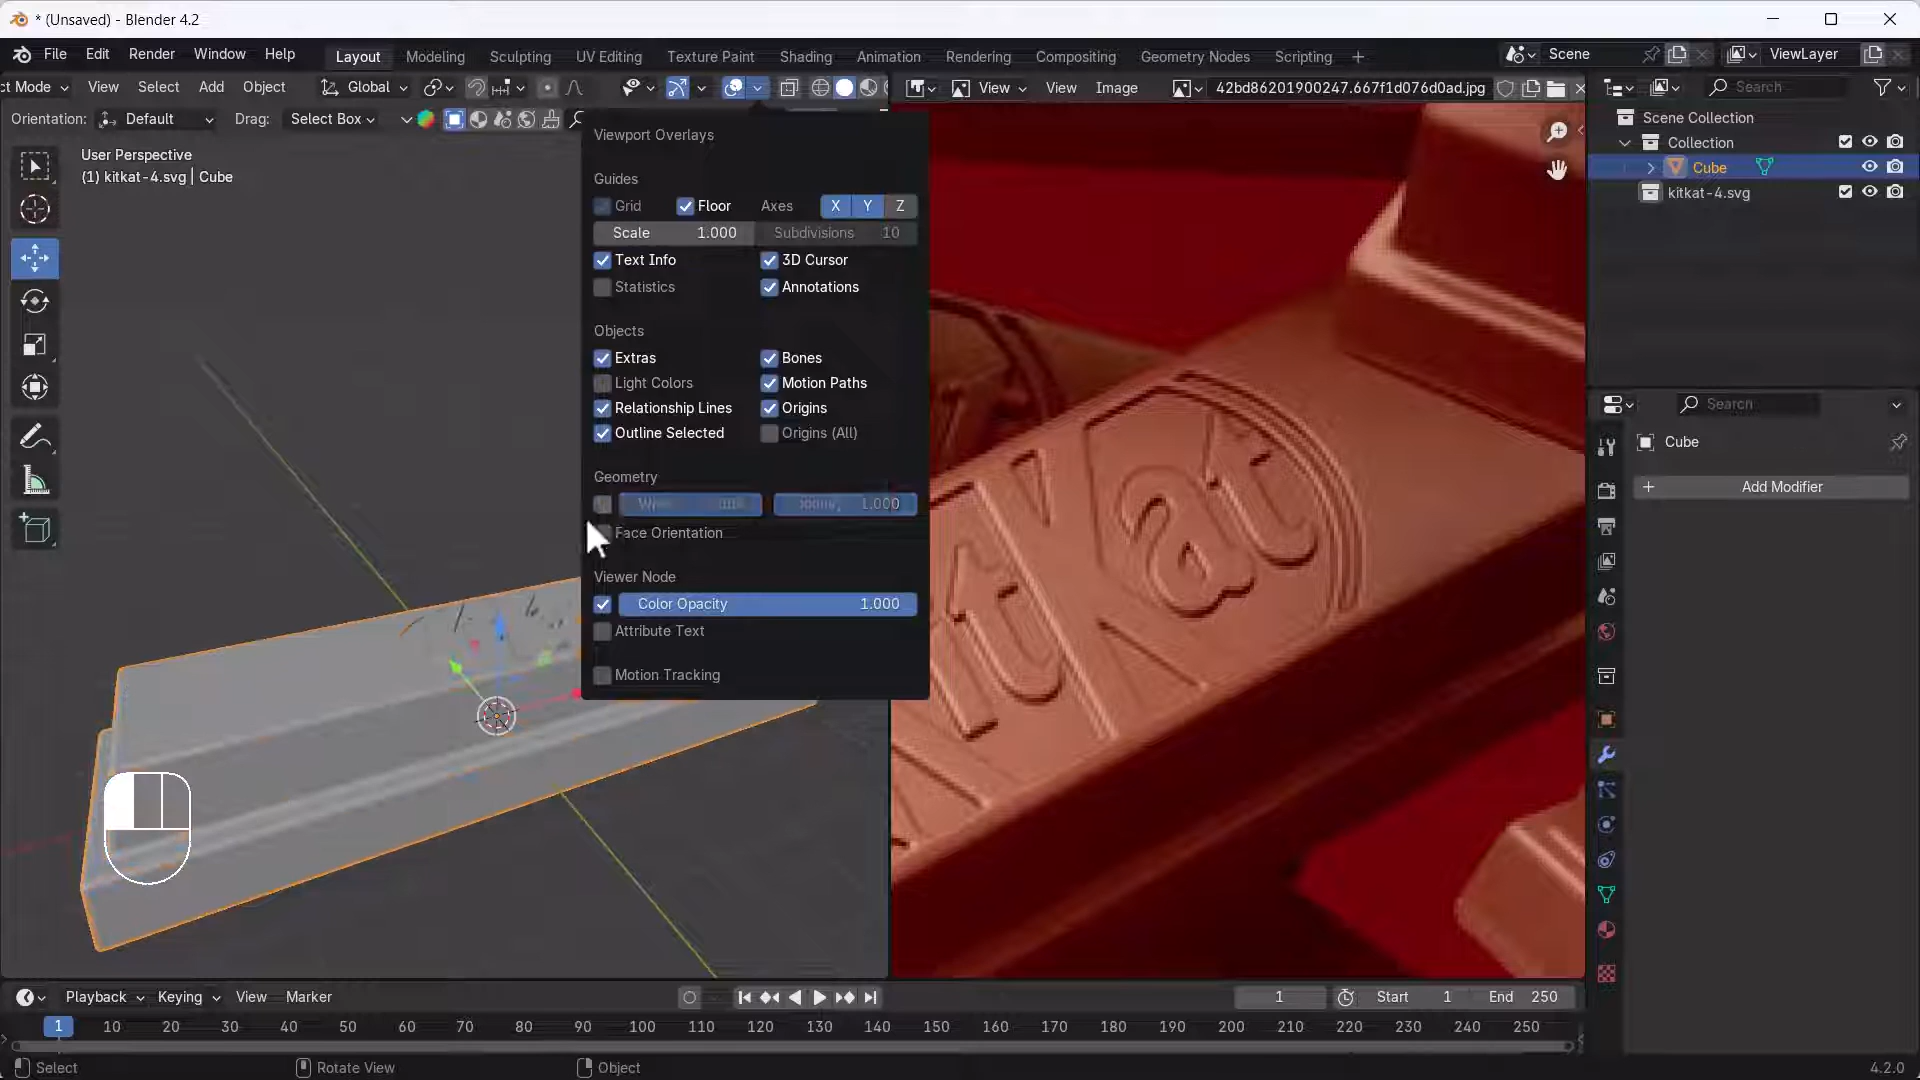 * (Unsaved) - Blender 4.2
File Edit Render Window Help Layout Modeling Sculpting UV Editing Texture Paint Shading Animation Rendering Compositing Geometry Nodes Scripting + Scene ViewLayer
ct Mode View Select Add Object Global View View Image 42bd86201900247.667f1d076d0ad.jpg Search
Orientation: Default Drag: Select Box
User Perspective
(1) kitkat-4.svg | Cube
Viewport Overlays
Guides
Grid Floor Axes X Y Z
Scale 1.000 Subdivisions 10
Text Info 3D Cursor
Statistics Annotations
Objects
Extras Bones
Light Colors Motion Paths
Relationship Lines Origins
Outline Selected Origins (All)
Geometry
1.000
Face Orientation
Viewer Node
Color Opacity 1.000
Attribute Text
Motion Tracking
it Kat
Scene Collection
Collection
Cube
kitkat-4.svg
Search
Cube
+ Add Modifier
Playback Keying View Marker 1 Start 1 End 250
1 10 20 30 40 50 60 70 80 90 100 110 120 130 140 150 160 170 180 190 200 210 220 230 240 250
Select Rotate View Object 4.2.0